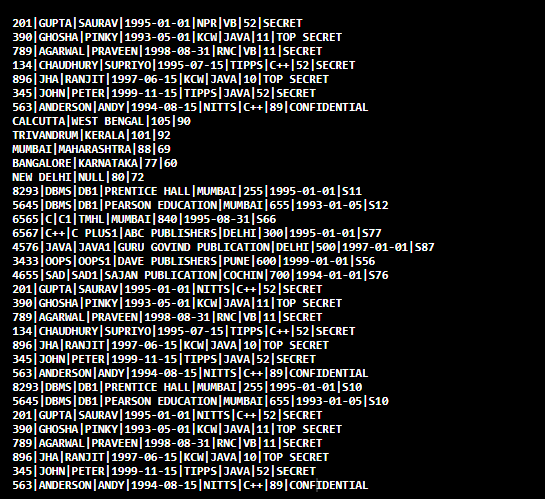 201|GUPTA|SAURAV|1995-01-01|NPR|VB|52|SECRET
390|GHOSHA|PINKY|1993-05-01|KCW|JAVA|11|TOP SECRET
789|AGARWAL|PRAVEEN|1998-08-31|RNC|VB|11|SECRET
134|CHAUDHURY|SUPRIYO|1995-07-15|TIPPS|C++|52|SECRET
896|JHA|RANJIT|1997-06-15|KCW|JAVA|10|TOP SECRET
345|JOHN|PETER|1999-11-15|TIPPS|JAVA|52|SECRET
563|ANDERSON|ANDY|1994-08-15|NITTS|C++|89|CONFIDENTIAL
CALCUTTA|WEST BENGAL|105|90
TRIVANDRUM|KERALA|101|92
MUMBAI|MAHARASHTRA|88|69
BANGALORE|KARNATAKA|77|60
NEW DELHI|NULL|80|72
8293|DBMS|DB1|PRENTICE HALL|MUMBAI|255|1995-01-01|S11
5645|DBMS|DB1|PEARSON EDUCATION|MUMBAI|655|1993-01-05|S12
6565|C|C1|TMHL|MUMBAI|840|1995-08-31|S66
6567|C++|C PLUS1|ABC PUBLISHERS|DELHI|300|1995-01-01|S77
4576|JAVA|JAVA1|GURU GOVIND PUBLICATION|DELHI|500|1997-01-01|S87
3433|OOPS|OOPS1|DAVE PUBLISHERS|PUNE|600|1999-01-01|S56
4655|SAD|SAD1|SAJAN PUBLICATION|COCHIN|700|1994-01-01|S76
201|GUPTA|SAURAV|1995-01-01|NITTS|C++|52|SECRET
390|GHOSHA|PINKY|1993-05-01|KCW|JAVA|11|TOP SECRET
789|AGARWAL|PRAVEEN|1998-08-31|RNC|VB|11|SECRET
134|CHAUDHURY|SUPRIYO|1995-07-15|TIPPS|C++|52|SECRET
896|JHA|RANJIT|1997-06-15|KCW|JAVA|10|TOP SECRET
345|JOHN|PETER|1999-11-15|TIPPS|JAVA|52|SECRET
563|ANDERSON|ANDY|1994-08-15|NITTS|C++|89|CONFIDENTIAL
8293|DBMS|DB1|PRENTICE HALL|MUMBAI|255|1995-01-01|S10
5645|DBMS|DB1|PEARSON EDUCATION|MUMBAI|655|1993-01-05|S10
201|GUPTA|SAURAV|1995-01-01|NITTS|C++|52|SECRET
390|GHOSHA|PINKY|1993-05-01|KCW|JAVA|11|TOP SECRET
789|AGARWAL|PRAVEEN|1998-08-31|RNC|VB|11|SECRET
896|JHA|RANJIT|1997-06-15|KCW|JAVA|10|TOP SECRET
345|JOHN|PETER|1999-11-15|TIPPS|JAVA|52|SECRET
563|ANDERSON|ANDY|1994-08-15|NITTS|C++|89|CONFIDENTIAL